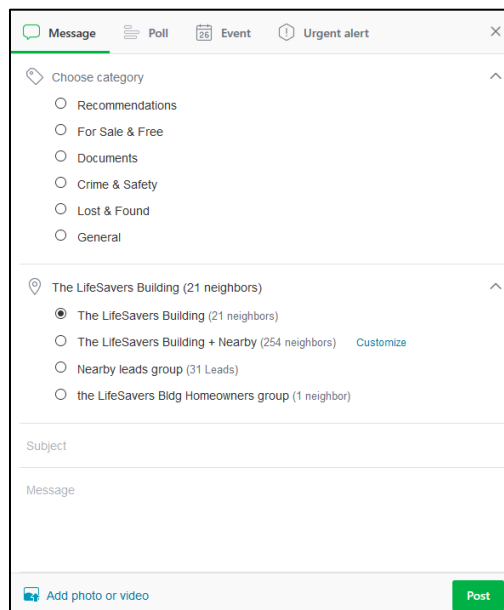 Message Poll 26 Event ! Urgent alert ×
Choose category
Recommendations
For Sale & Free
Documents
Crime & Safety
Lost & Found
General
The LifeSavers Building (21 neighbors)
The LifeSavers Building (21 neighbors)
The LifeSavers Building + Nearby (254 neighbors) Customize
Nearby leads group (31 Leads)
the LifeSavers Bldg Homeowners group (1 neighbor)
Subject
Message
Add photo or video Post